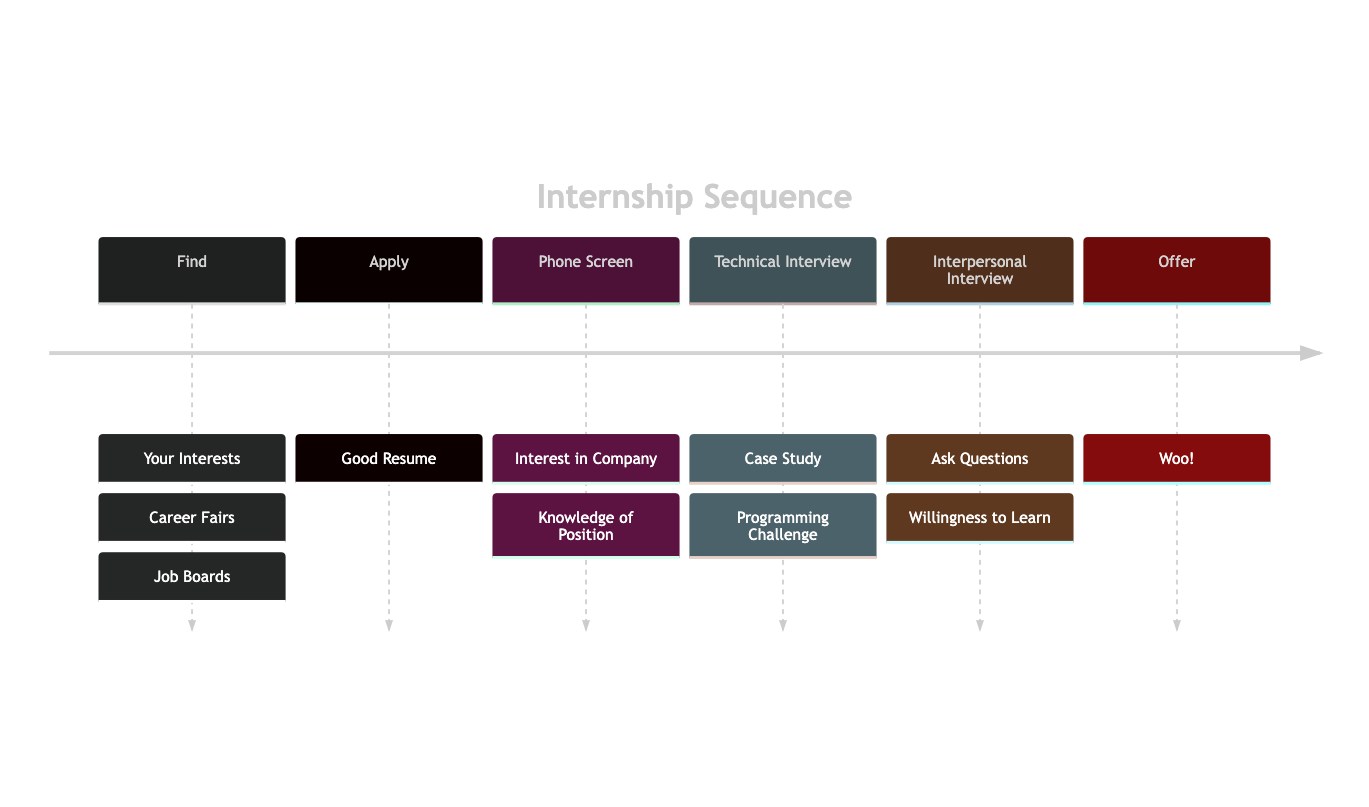 Internship Sequence
Find
Apply
Phone Screen
Technical Interview
Interpersonal
Interview
Offer
Your Interests
Career Fairs
Job Boards
Good Resume
Interest in Company
Knowledge of
Position
Case Study
Programming
Challenge
Ask Questions
Willingness to Learn
Woo!